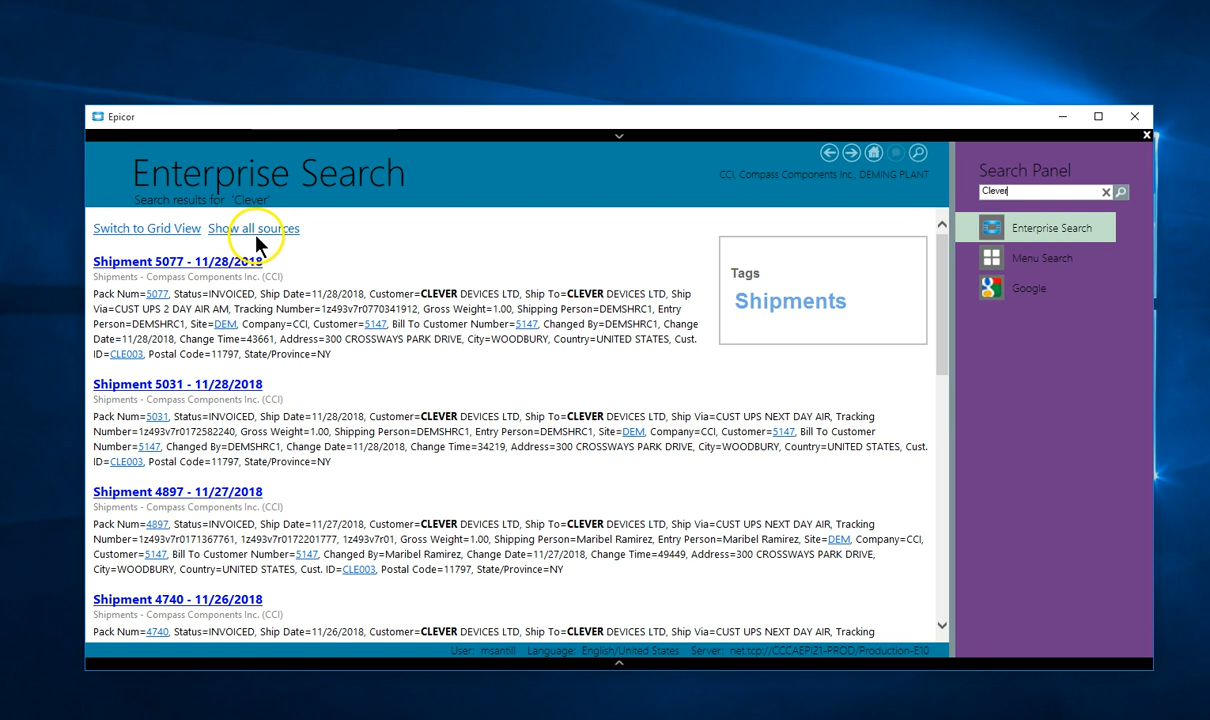 Epicor
Enterprise Search
Search results for 'Clever'
CCI, Compass Components Inc., DEMING PLANT
Switch to Grid View Show all sources
Shipment 5077 - 11/28/2018
Shipments - Compass Components Inc. (CCI)
Pack Num=5077, Status=INVOICED, Ship Date=11/28/2018, Customer=CLEVER DEVICES LTD, Ship To=CLEVER DEVICES LTD, Ship
Via=CUST UPS 2 DAY AIR AM, Tracking Number=1z493v7r0770341912, Gross Weight=1.00, Shipping Person=DEMSHRC1, Entry
Person=DEMSHRC1, Site=DEM, Company=CCI, Customer=5147, Bill To Customer Number=5147, Changed By=DEMSHRC1, Change
Date=11/28/2018, Change Time=43661, Address=300 CROSSWAYS PARK DRIVE, City=WOODBURY, Country=UNITED STATES, Cust.
ID=CLE003, Postal Code=11797, State/Province=NY
Tags
Shipments
Shipment 5031 - 11/28/2018
Shipments - Compass Components Inc. (CCI)
Pack Num=5031, Status=INVOICED, Ship Date=11/28/2018, Customer=CLEVER DEVICES LTD, Ship To=CLEVER DEVICES LTD, Ship Via=CUST UPS NEXT DAY AIR, Tracking
Number=1z493v7r0172582240, Gross Weight=1.00, Shipping Person=DEMSHRC1, Entry Person=DEMSHRC1, Site=DEM, Company=CCI, Customer=5147, Bill To Customer
Number=5147, Changed By=DEMSHRC1, Change Date=11/28/2018, Change Time=34219, Address=300 CROSSWAYS PARK DRIVE, City=WOODBURY, Country=UNITED STATES, Cust.
ID=CLE003, Postal Code=11797, State/Province=NY
Shipment 4897 - 11/27/2018
Shipments - Compass Components Inc. (CCI)
Pack Num=4897, Status=INVOICED, Ship Date=11/27/2018, Customer=CLEVER DEVICES LTD, Ship To=CLEVER DEVICES LTD, Ship Via=CUST UPS NEXT DAY AIR, Tracking
Number=1z493v7r0171367761, 1z493v7r0172201777, 1z493v7r01, Gross Weight=1.00, Shipping Person=Maribel Ramirez, Entry Person=Maribel Ramirez, Site=DEM, Company=CCI,
Customer=5147, Bill To Customer Number=5147, Changed By=Maribel Ramirez, Change Date=11/27/2018, Change Time=49449, Address=300 CROSSWAYS PARK DRIVE,
City=WOODBURY, Country=UNITED STATES, Cust. ID=CLE003, Postal Code=11797, State/Province=NY
Shipment 4740 - 11/26/2018
Shipments - Compass Components Inc. (CCI)
Pack Num=4740, Status=INVOICED, Ship Date=11/26/2018, Customer=CLEVER DEVICES LTD, Ship To=CLEVER DEVICES LTD, Ship Via=CUST UPS NEXT DAY AIR, Tracking
User: msantill Language: English/United States Server: net.tcp://CCCAEPI21-PROD/Production-E10
Search Panel
Clever
Enterprise Search
Menu Search
Google